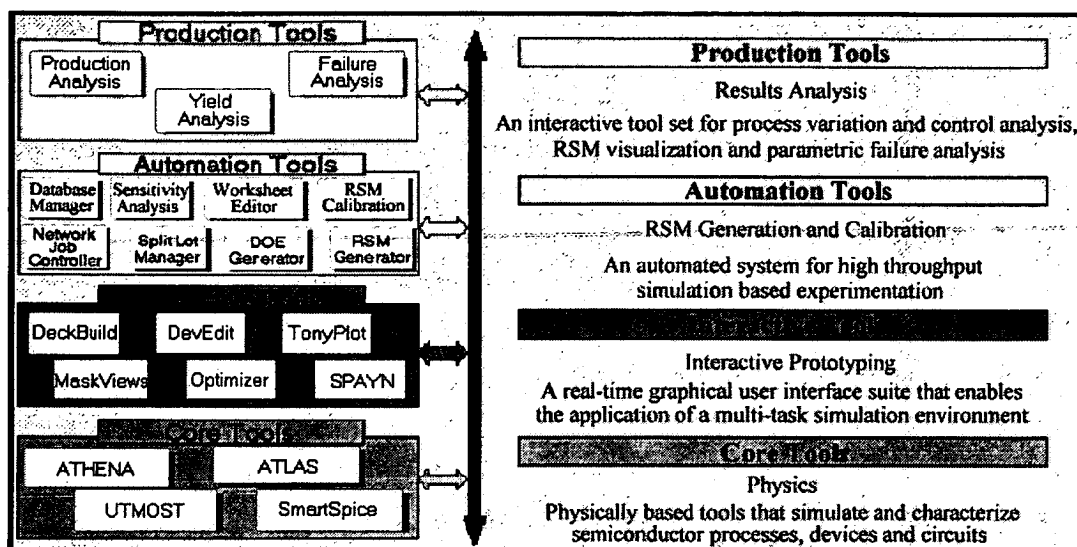 Production Tools
Production
Analysis
Failure
Analysis
Yield
Analysis
Automation Tools
Database
Manager
Sensitivity
Analysis
Worksheet
Editor
RSM
Calibration
Network
Job
Controller
Split Lot
Manager
DOE
Generator
RSM
Generator
DeckBuild
DevEdit
TonyPlot
MaskViews
Optimizer
SPAYN
Core Tools
ATHENA
ATLAS
UTMOST
SmartSpice
Production Tools
Results Analysis
An interactive tool set for process variation and control analysis,
RSM visualization and parametric failure analysis
Automation Tools
RSM Generation and Calibration
An automated system for high throughput
simulation based experimentation
Interactive Prototyping
A real-time graphical user interface suite that enables
the application of a multi-task simulation environment
Core Tools
Physics
Physically based tools that simulate and characterize
semiconductor processes, devices and circuits